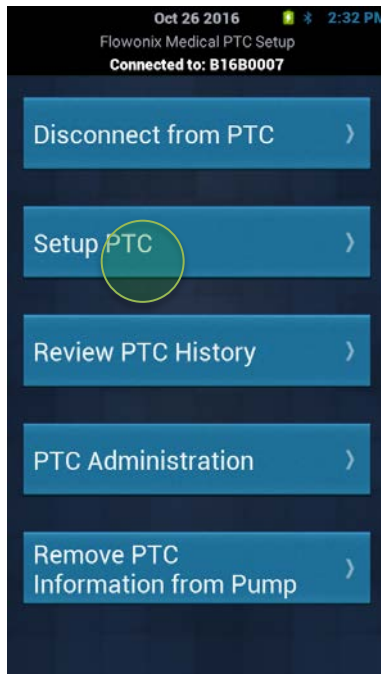 Oct 26 2016 2:32 PM
Flowonix Medical PTC Setup
Connected to: B16B0007
Disconnect from PTC
Setup PTC
Review PTC History
PTC Administration
Remove PTC
Information from Pump